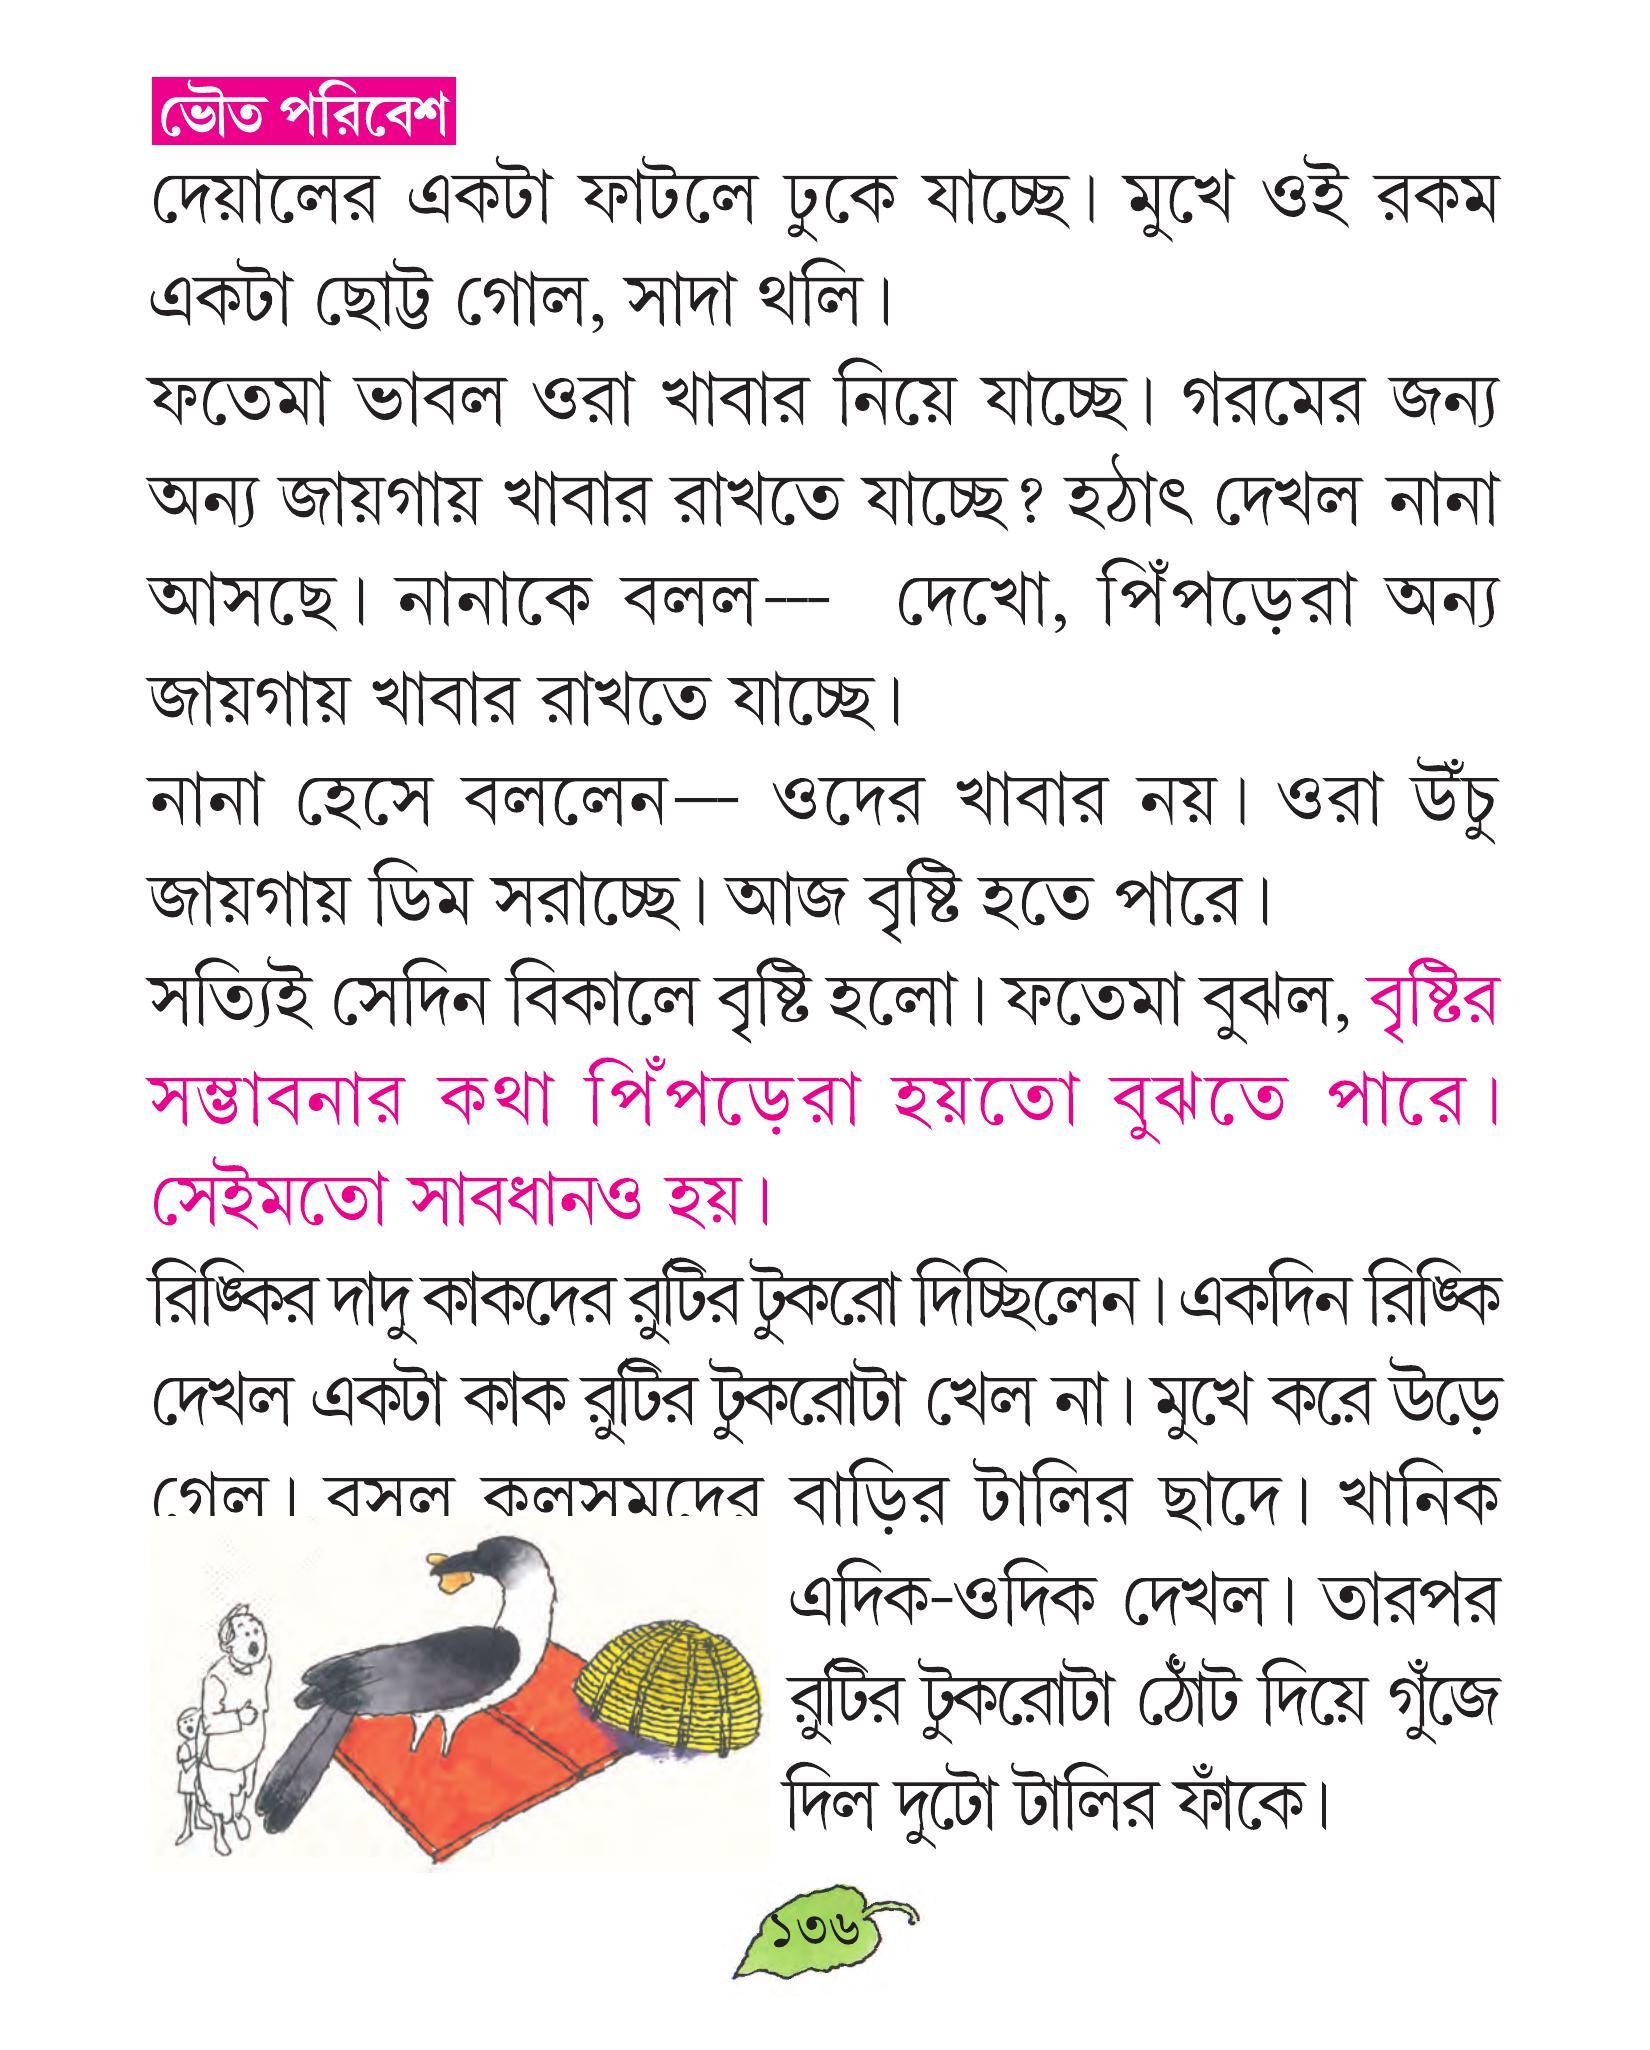 ভৌত পরিবেশ
দেয়ালের একটা ফাটলে ঢুকে যাচ্ছে। মুখে ওই রকম
একটা ছোট্ট গোল, সাদা থলি।
ফতেমা ভাবল ওরা খাবার নিয়ে যাচ্ছে। গরমের জন্য
অন্য জায়গায় খাবার রাখতে যাচ্ছে? হঠাৎ দেখল নানা
আসছে। নানাকে বলল--- দেখো, পিঁপড়েরা অন্য
জায়গায় খাবার রাখতে যাচ্ছে।
নানা হেসে বললেন--- ওদের খাবার নয়। ওরা উঁচু
জায়গায় ডিম সরাচ্ছে। আজ বৃষ্টি হতে পারে।
সত্যিই সেদিন বিকালে বৃষ্টি হলো। ফতেমা বুঝল, বৃষ্টির
সম্ভাবনার কথা পিঁপড়েরা হয়তো বুঝতে পারে।
সেইমতো সাবধানও হয়।
রিঙ্কির দাদু কাকদের রুটির টুকরো দিচ্ছিলেন। একদিন রিঙ্কি
দেখল একটা কাক রুটির টুকরোটা খেল না। মুখে করে উড়ে
গেল। বসল কলসমদের বাড়ির টালির ছাদে। খানিক
এদিক-ওদিক দেখল। তারপর
রুটির টুকরোটা ঠোঁট দিয়ে গুঁজে
দিল দুটো টালির ফাঁকে।
১৩৬